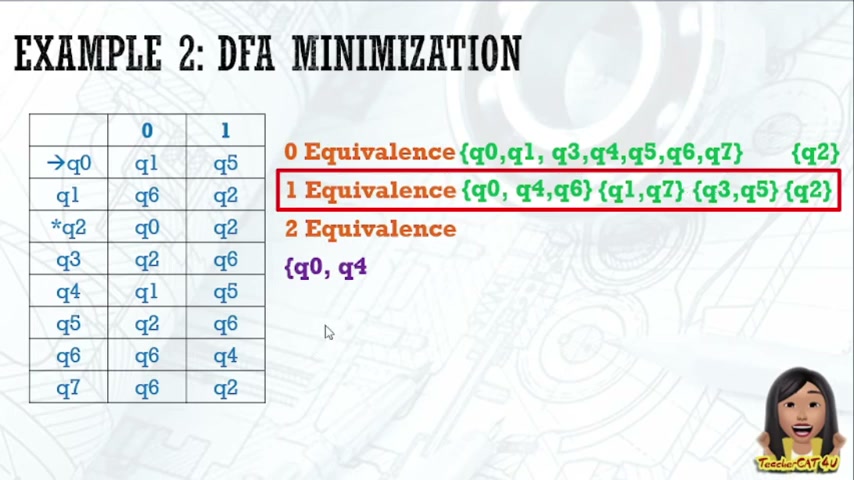 EXAMPLE 2: DFA MINIMIZATION
0 1
→q0 q1 q5
q1 q6 q2
*q2 q0 q2
q3 q2 q6
q4 q1 q5
q5 q2 q6
q6 q6 q4
q7 q6 q2
0 Equivalence {q0,q1, q3,q4,q5,q6,q7} {q2}
1 Equivalence {q0, q4,q6} {q1,q7} {q3,q5} {q2}
2 Equivalence
{q0, q4
TeacherCAT4U